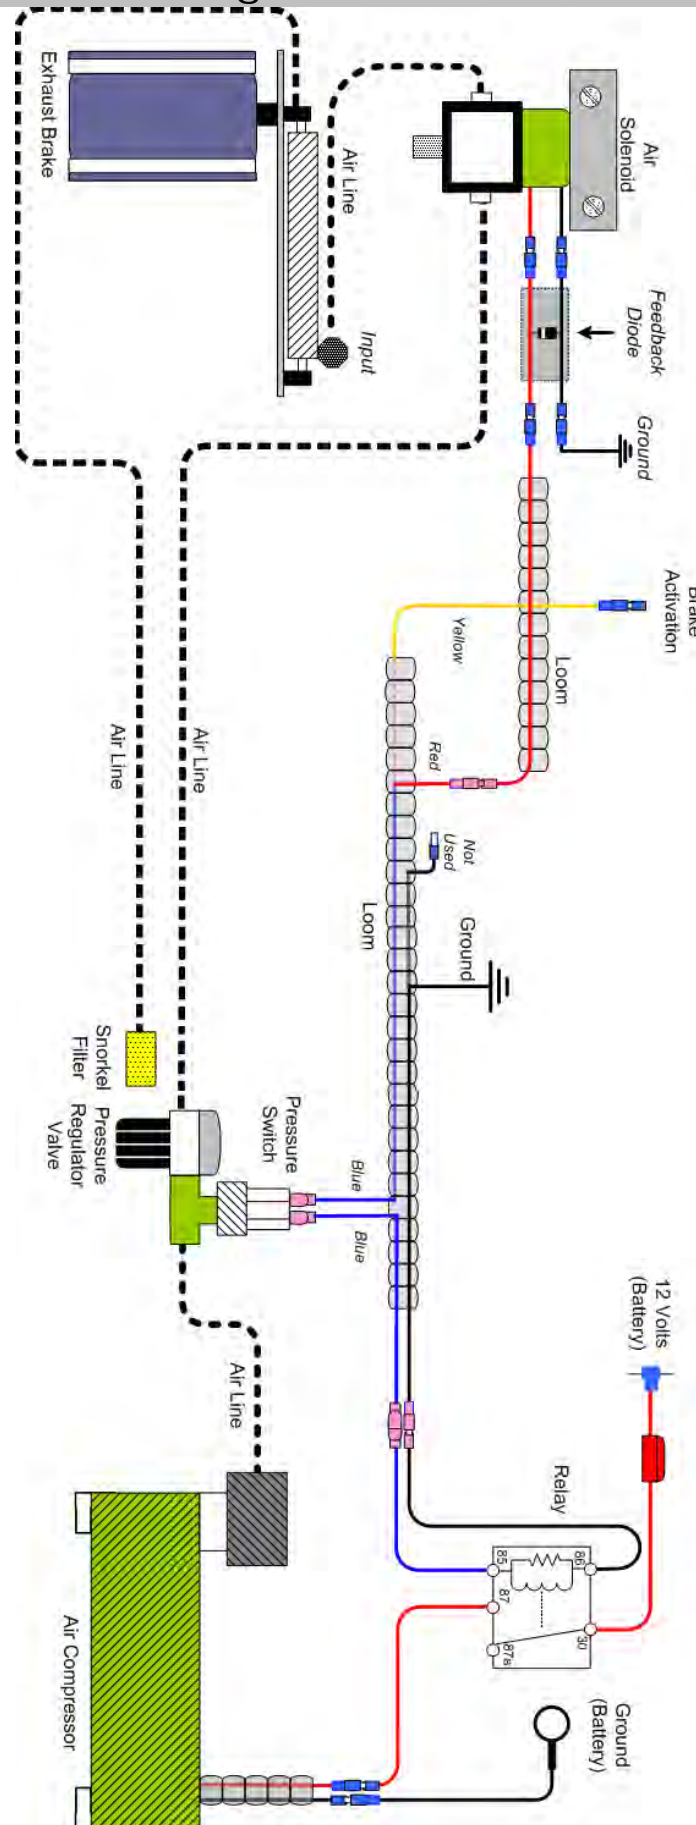 Exhaust Brake
Air Line
Input
Air
Solenoid
Feedback
Diode
Ground
Brake
Activation
Yellow
Loom
Red
Not
Used
Ground
Loom
Air Line
Air Line
Snorkel
Filter
Pressure
Regulator
Valve
Pressure
Switch
Blue
Blue
12 Volts
(Battery)
Air Line
Relay
85
86
87
87a
30
Air Compressor
Ground
(Battery)